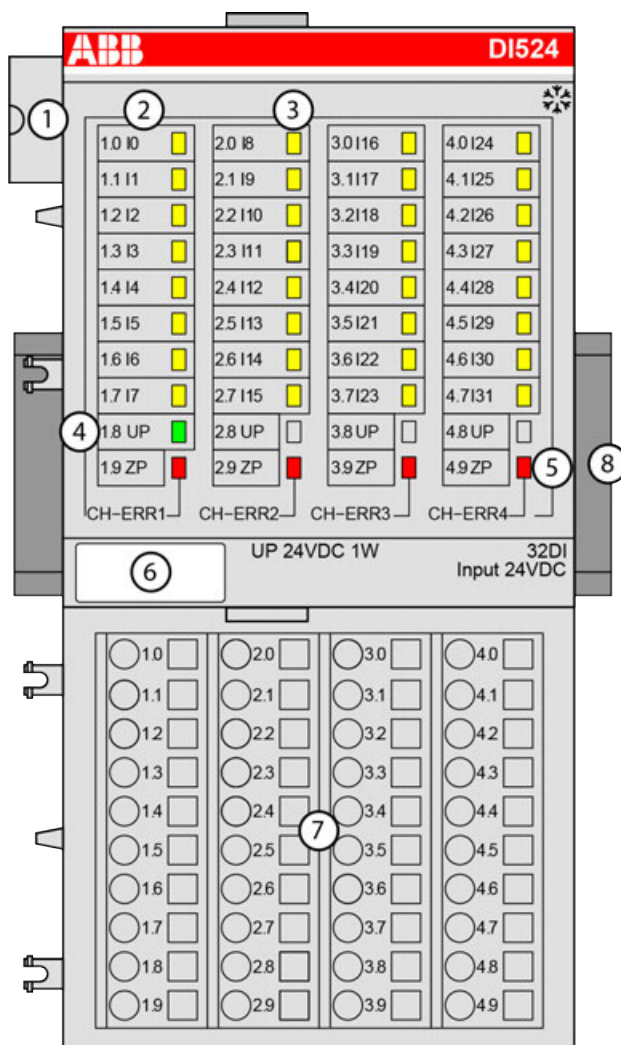 ABB DI524
1 2 3
1.0 I0 2.0 I8 3.0 I16 4.0 I24
1.1 I1 2.1 I9 3.1 I17 4.1 I25
1.2 I2 2.2 I10 3.2 I18 4.2 I26
1.3 I3 2.3 I11 3.3 I19 4.3 I27
1.4 I4 2.4 I12 3.4 I20 4.4 I28
1.5 I5 2.5 I13 3.5 I21 4.5 I29
1.6 I6 2.6 I14 3.6 I22 4.6 I30
1.7 I7 2.7 I15 3.7 I23 4.7 I31
4 1.8 UP 2.8 UP 3.8 UP 4.8 UP
1.9 ZP 2.9 ZP 3.9 ZP 4.9 ZP 5 8
CH-ERR1 CH-ERR2 CH-ERR3 CH-ERR4
6 UP 24VDC 1W 32DI
Input 24VDC
1.0 2.0 3.0 4.0
1.1 2.1 3.1 4.1
1.2 2.2 3.2 4.2
1.3 2.3 3.3 4.3
1.4 2.4 3.4 4.4
7
1.5 2.5 3.5 4.5
1.6 2.6 3.6 4.6
1.7 2.7 3.7 4.7
1.8 2.8 3.8 4.8
1.9 2.9 3.9 4.9